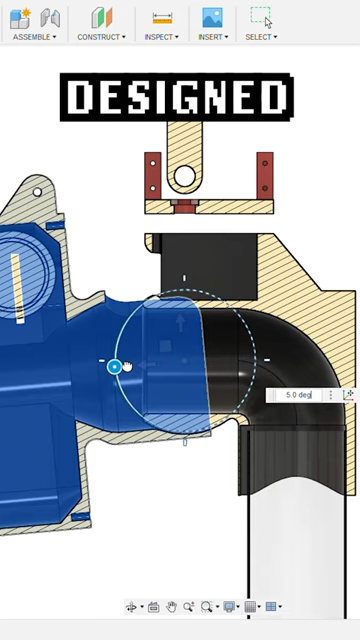 ASSEMBLE▾ CONSTRUCT▾ INSPECT▾ INSERT▾ SELECT▾
DESIGNED
5.0 deg